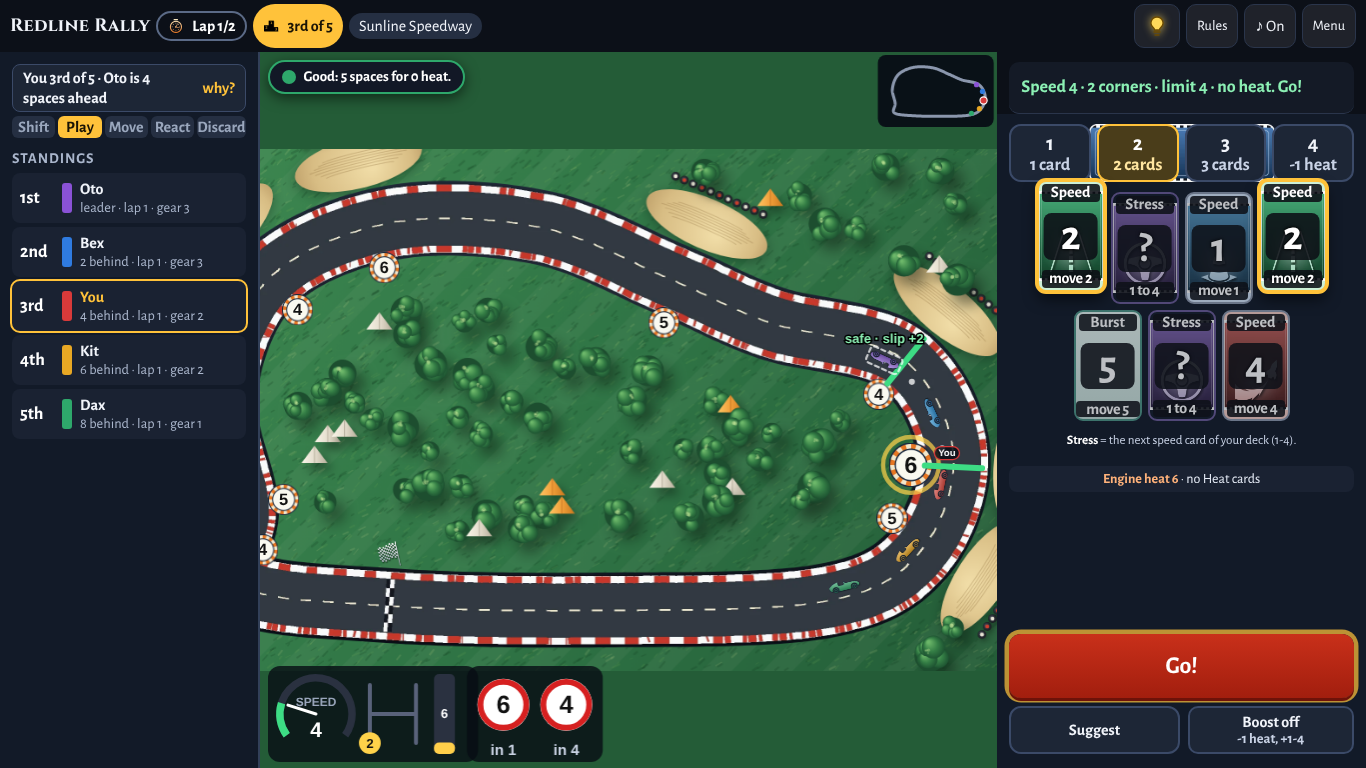 REDLINE RALLY
Lap 1/2
3rd of 5
Sunline Speedway
Rules
♪ On
Menu
You 3rd of 5 · Oto is 4
spaces ahead
why?
Shift
Play
Move
React
Discard
STANDINGS
1st
Oto
leader · lap 1 · gear 3
2nd
Bex
2 behind · lap 1 · gear 3
3rd
You
4 behind · lap 1 · gear 2
4th
Kit
6 behind · lap 1 · gear 2
5th
Dax
8 behind · lap 1 · gear 1
Good: 5 spaces for 0 heat.
6
4
5
safe · slip +2
4
You
6
5
5
4
SPEED
4
2
6
6
in 1
4
in 4
Speed 4 · 2 corners · limit 4 · no heat. Go!
1
1 card
2
2 cards
3
3 cards
4
-1 heat
Speed
2
move 2
Stress
?
1 to 4
Speed
1
move 1
Speed
2
move 2
Burst
5
move 5
Stress
?
1 to 4
Speed
4
move 4
Stress = the next speed card of your deck (1-4).
Engine heat 6 · no Heat cards
Go!
Suggest
Boost off
-1 heat, +1-4